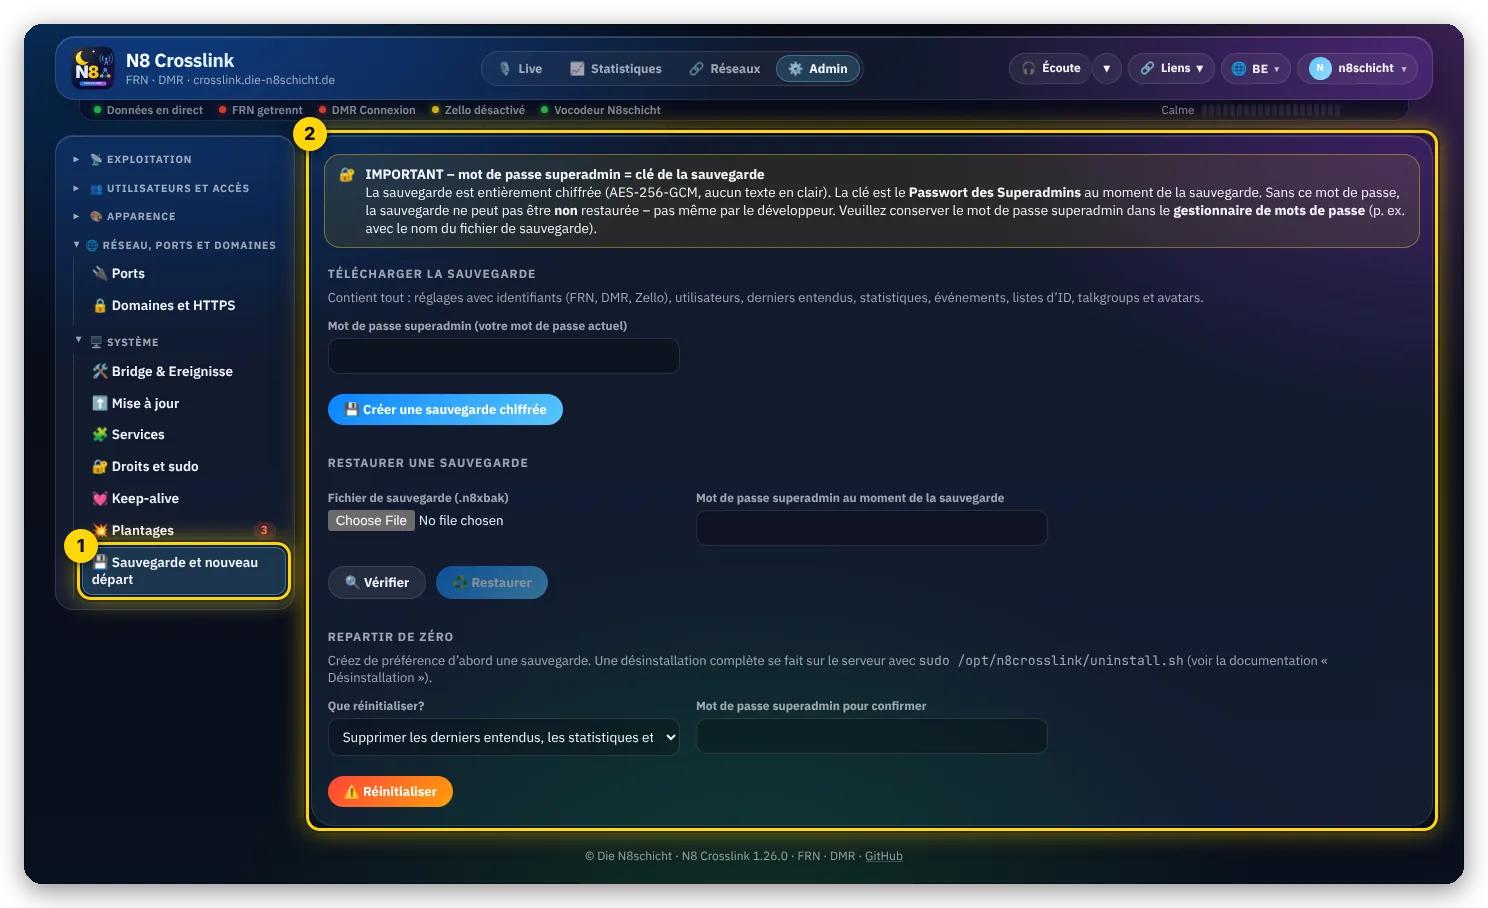 N8 Crosslink
FRN · DMR · crosslink.die-n8schicht.de
Live
Statistiques
Réseaux
Admin
Écoute
Liens
BE
N
n8schicht
Données en direct
FRN getrennt
DMR Connexion
Zello désactivé
Vocodeur N8schicht
Calme
EXPLOITATION
UTILISATEURS ET ACCÈS
APPARENCE
RÉSEAU, PORTS ET DOMAINES
Ports
Domaines et HTTPS
SYSTÈME
Bridge & Ereignisse
Mise à jour
Services
Droits et sudo
Keep-alive
Plantages 3
1
Sauvegarde et nouveau
départ
2
IMPORTANT – mot de passe superadmin = clé de la sauvegarde
La sauvegarde est entièrement chiffrée (AES-256-GCM, aucun texte en clair). La clé est le Passwort des Superadmins au moment de la sauvegarde. Sans ce mot de passe,
la sauvegarde ne peut pas être non restaurée – pas même par le développeur. Veuillez conserver le mot de passe superadmin dans le gestionnaire de mots de passe (p. ex.
avec le nom du fichier de sauvegarde).
TÉLÉCHARGER LA SAUVEGARDE
Contient tout : réglages avec identifiants (FRN, DMR, Zello), utilisateurs, derniers entendus, statistiques, événements, listes d’ID, talkgroups et avatars.
Mot de passe superadmin (votre mot de passe actuel)
Créer une sauvegarde chiffrée
RESTAURER UNE SAUVEGARDE
Fichier de sauvegarde (.n8xbak)
Choose File No file chosen
Mot de passe superadmin au moment de la sauvegarde
Vérifier
Restaurer
REPARTIR DE ZÉRO
Créez de préférence d’abord une sauvegarde. Une désinstallation complète se fait sur le serveur avec sudo /opt/n8crosslink/uninstall.sh (voir la documentation «
Désinstallation »).
Que réinitialiser?
Supprimer les derniers entendus, les statistiques et
Mot de passe superadmin pour confirmer
Réinitialiser
© Die N8schicht · N8 Crosslink 1.26.0 · FRN · DMR · GitHub